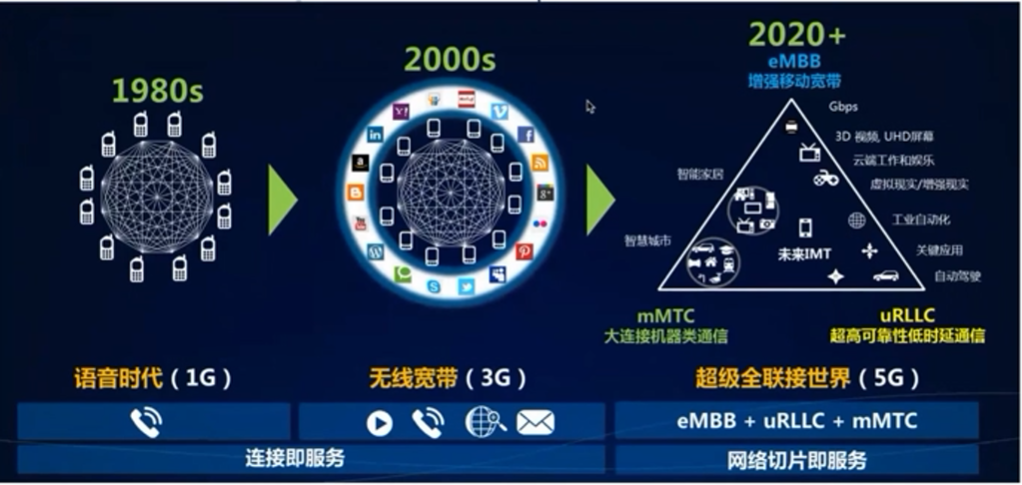 1980s
2000s
2020+
eMBB
增强移动宽带
Gbps
3D 视频, UHD屏幕
云端工作和娱乐
智能家居
虚拟现实/增强现实
工业自动化
智慧城市
未来IMT
关键应用
自动驾驶
mMTC
大连接机器类通信
uRLLC
超高可靠性低时延通信
语音时代（1G）
无线宽带（3G）
超级全联接世界（5G）
eMBB + uRLLC + mMTC
连接即服务
网络切片即服务